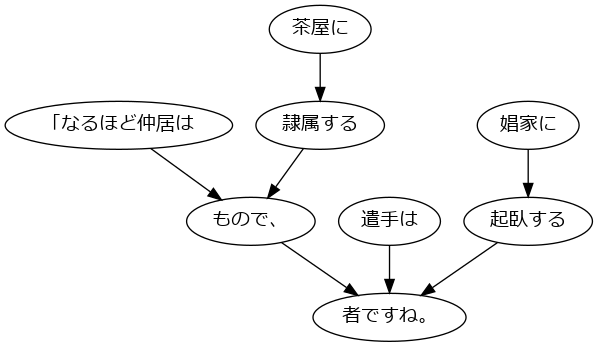 茶屋に
「なるほど仲居は
隷属する
娼家に
もので、
遣手は
起臥する
者ですね。